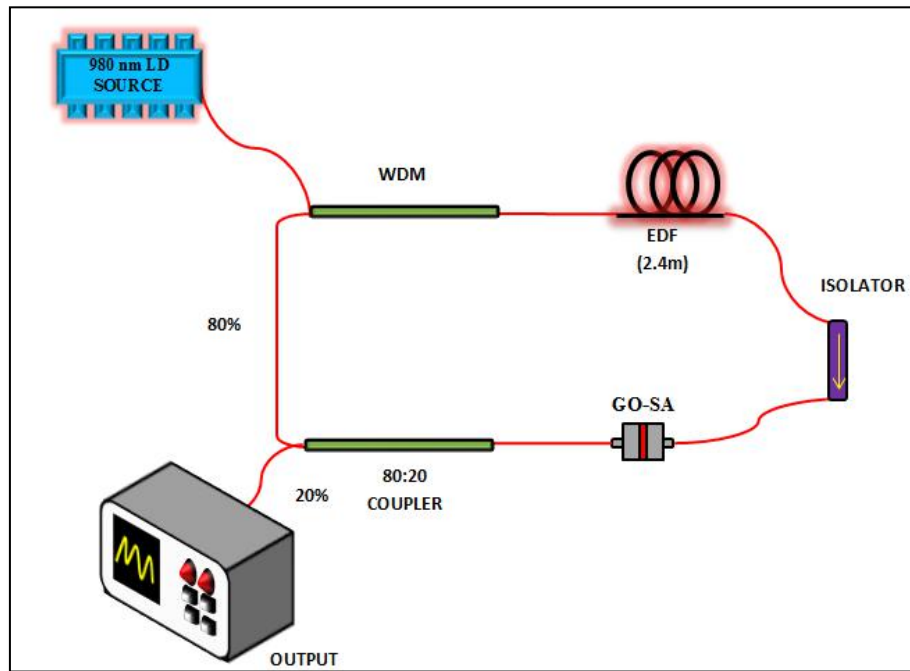 980 nm LD
SOURCE
WDM
EDF
(2.4m)
ISOLATOR
80%
GO-SA
20%
80:20
COUPLER
OUTPUT